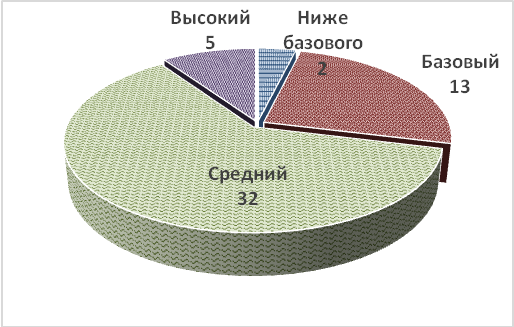 Высокий
5
Ниже
базового
2
Базовый
13
Средний
32